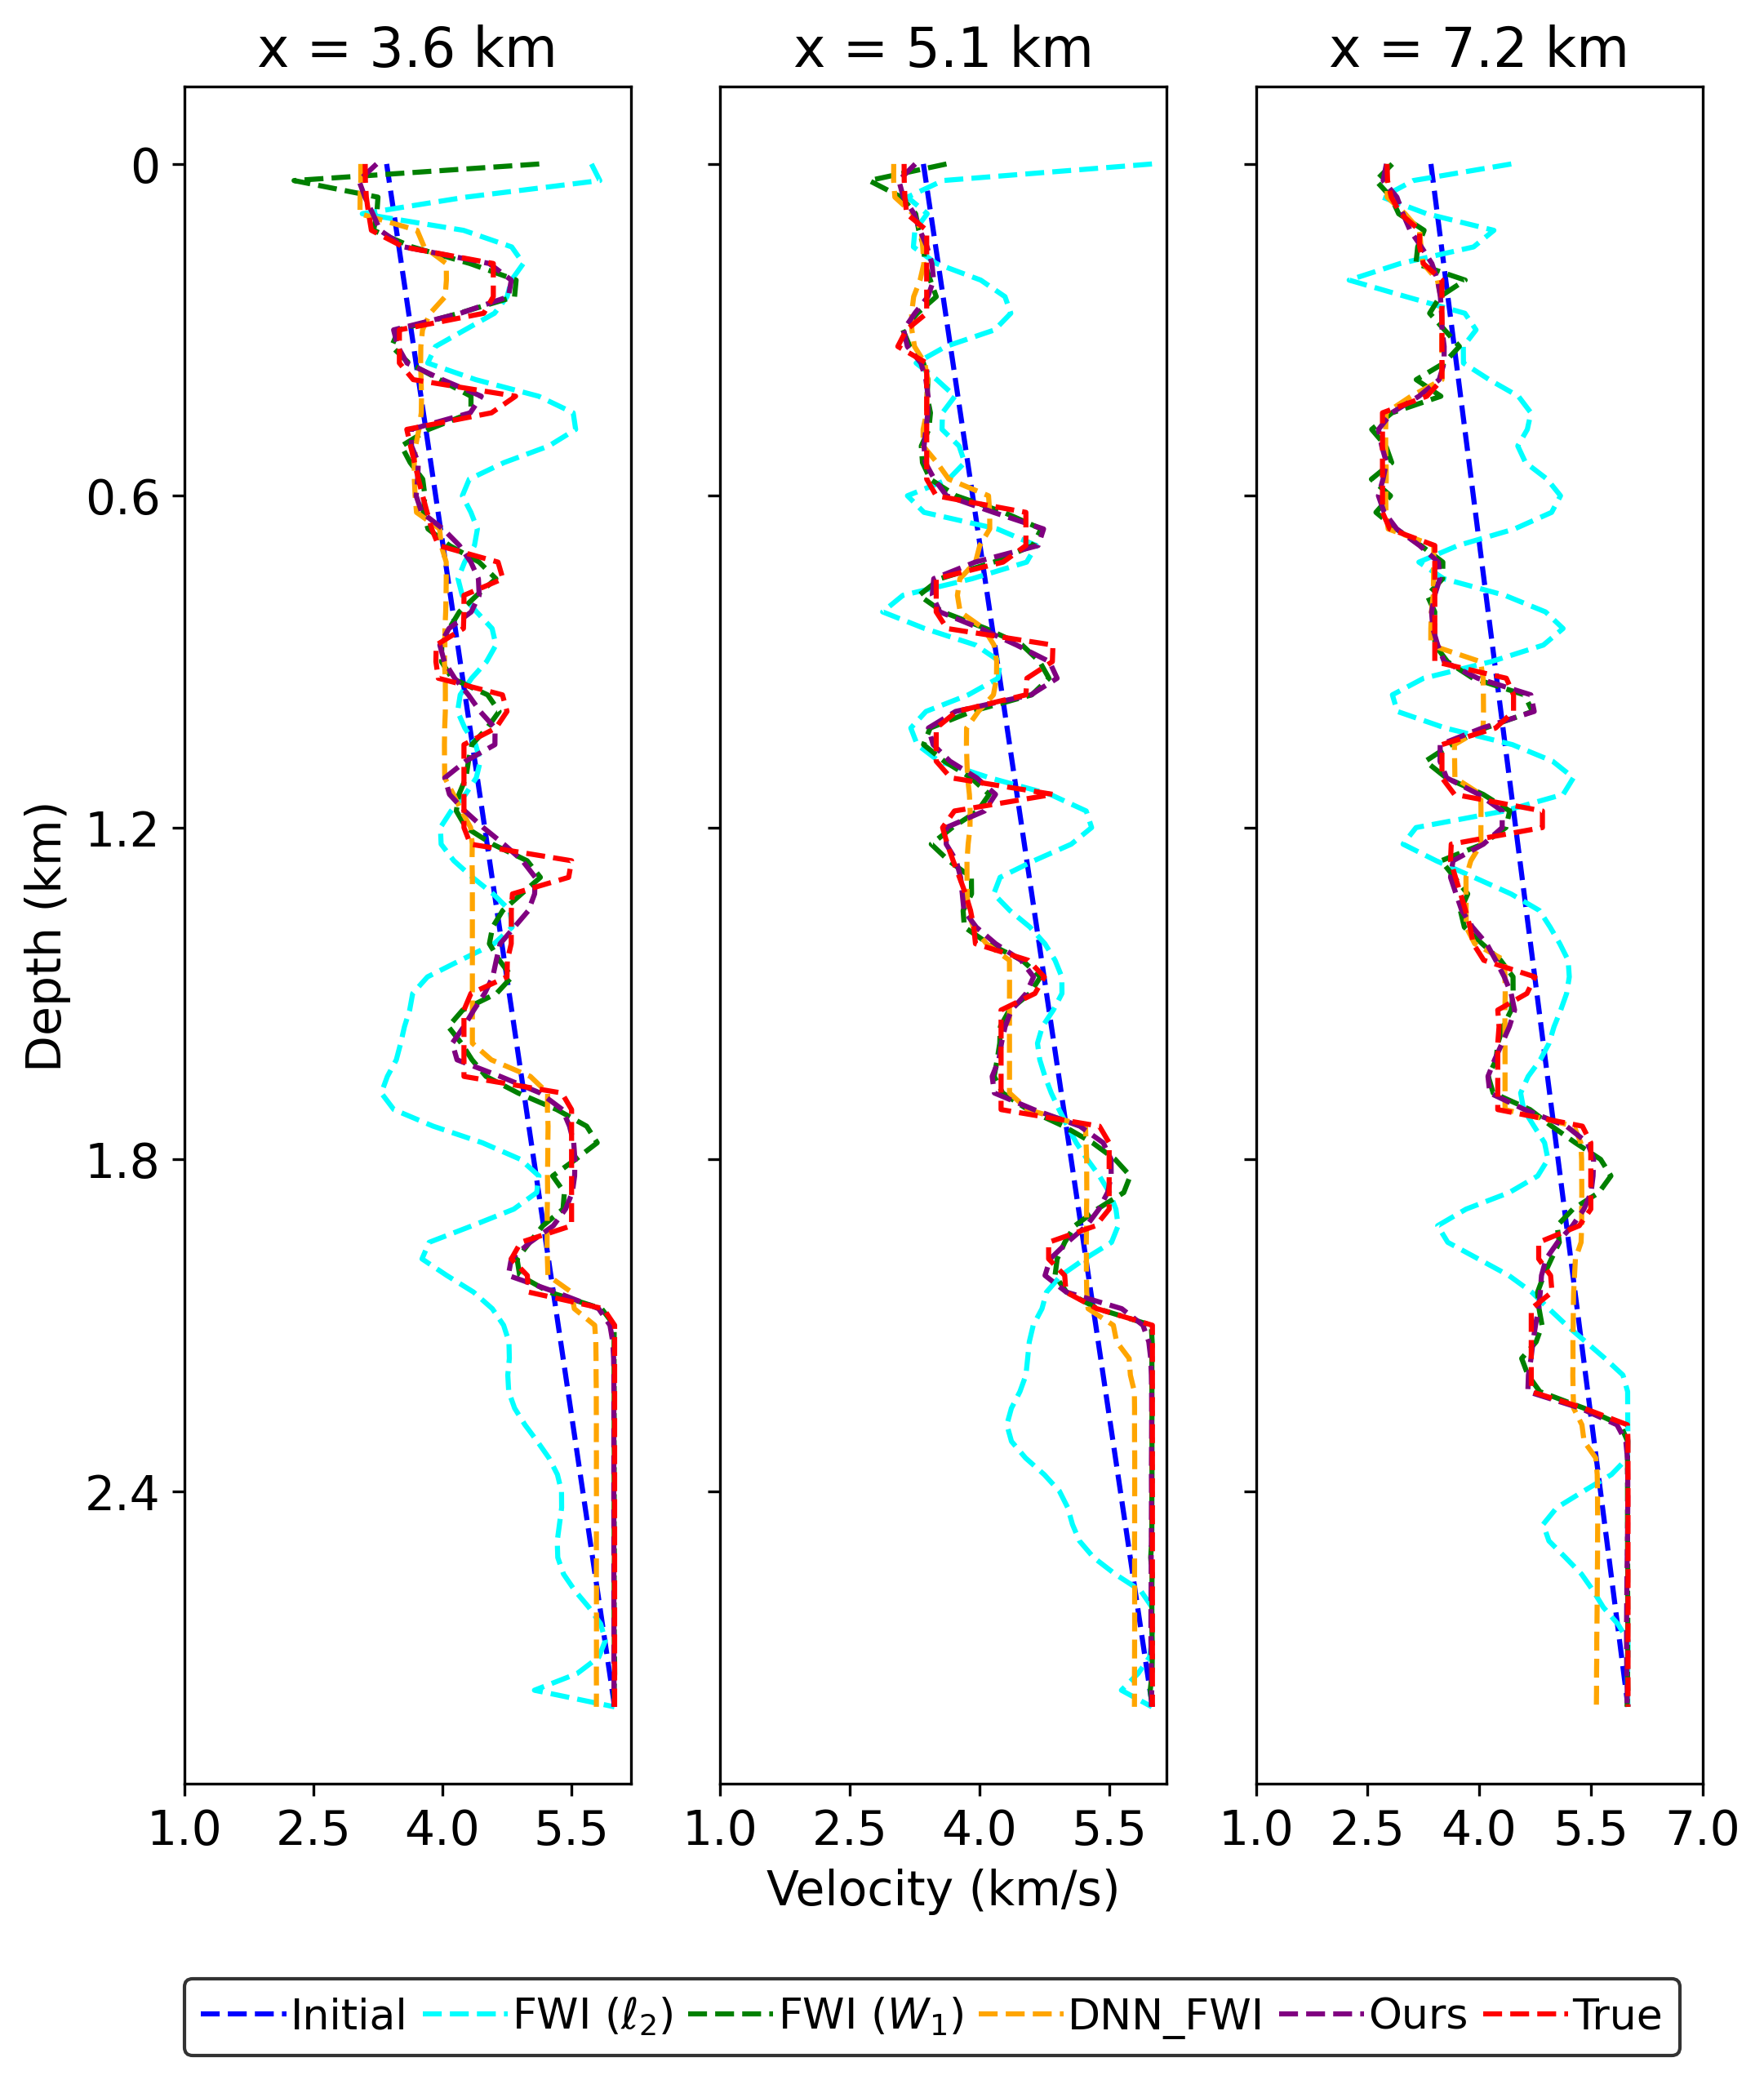 x = 3.6 km x = 5.1 km x = 7.2 km
0
0.6
1.2
1.8
2.4
Depth (km)
1.0 2.5 4.0 5.5 1.0 2.5 4.0 5.5 1.0 2.5 4.0 5.5 7.0
Velocity (km/s)
Initial FWI (ℓ₂) FWI (W₁) DNN_FWI Ours True